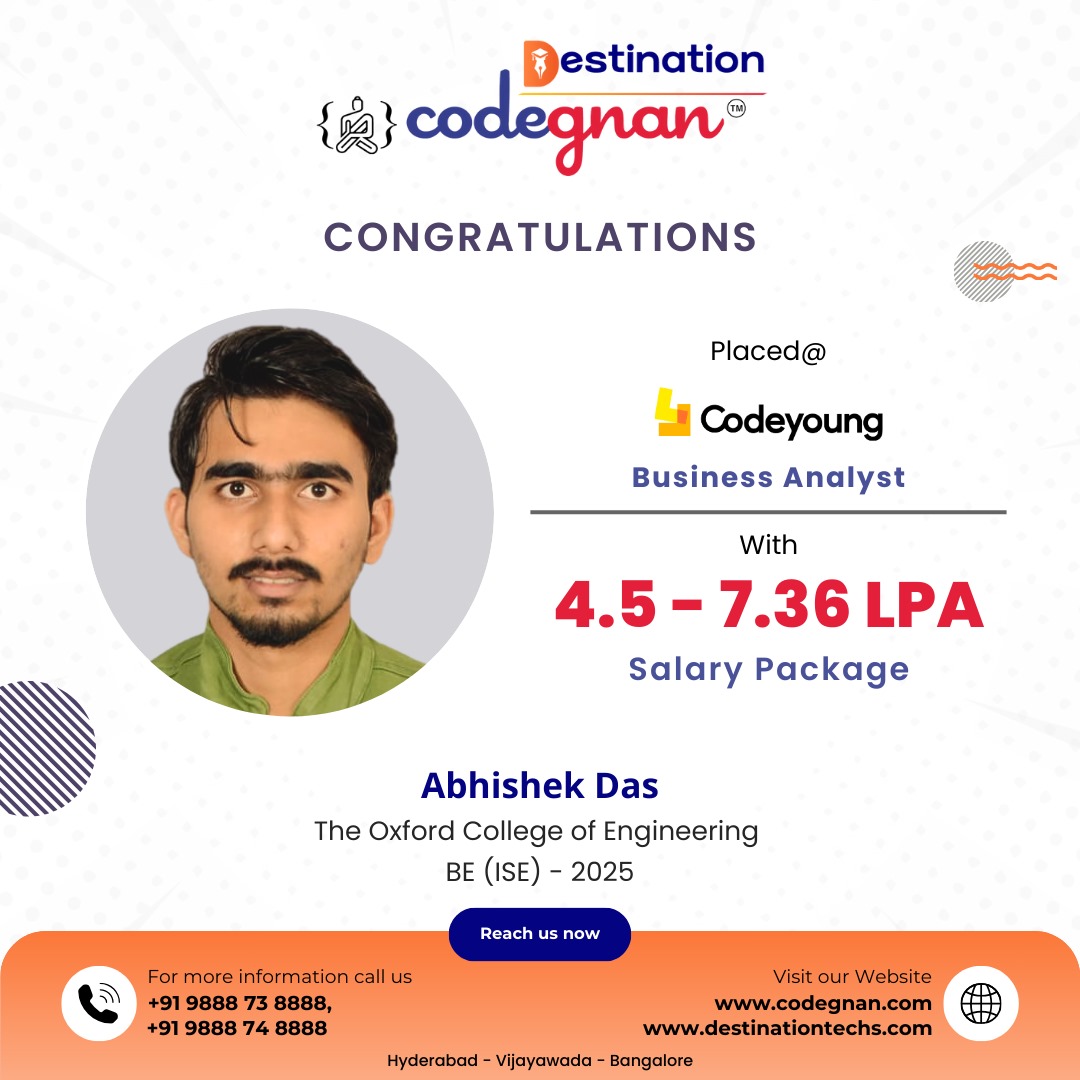 Destination
codegnan™
CONGRATULATIONS
Placed@
Codeyoung
Business Analyst
With
4.5 - 7.36 LPA
Salary Package
Abhishek Das
The Oxford College of Engineering
BE (ISE) - 2025
Reach us now
For more information call us
+91 9888 73 8888,
+91 9888 74 8888
Visit our Website
www.codegnan.com
www.destinationtechs.com
Hyderabad - Vijayawada - Bangalore